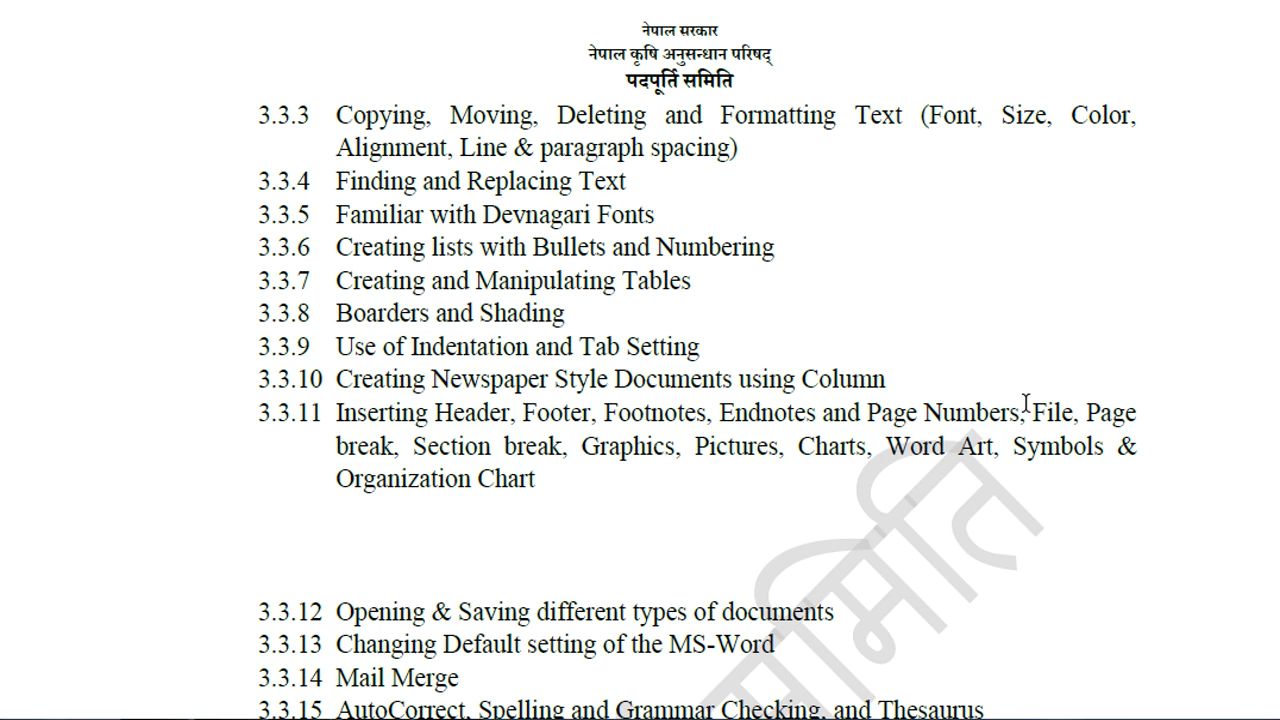 नेपाल सरकार
नेपाल कृषि अनुसन्धान परिषद्
पदपूर्ति समिति
3.3.3 Copying, Moving, Deleting and Formatting Text (Font, Size, Color,
Alignment, Line & paragraph spacing)
3.3.4 Finding and Replacing Text
3.3.5 Familiar with Devnagari Fonts
3.3.6 Creating lists with Bullets and Numbering
3.3.7 Creating and Manipulating Tables
3.3.8 Boarders and Shading
3.3.9 Use of Indentation and Tab Setting
3.3.10 Creating Newspaper Style Documents using Column
3.3.11 Inserting Header, Footer, Footnotes, Endnotes and Page Numbers, File, Page
break, Section break, Graphics, Pictures, Charts, Word Art, Symbols &
Organization Chart
3.3.12 Opening & Saving different types of documents
3.3.13 Changing Default setting of the MS-Word
3.3.14 Mail Merge
3.3.15 AutoCorrect, Spelling and Grammar Checking, and Thesaurus